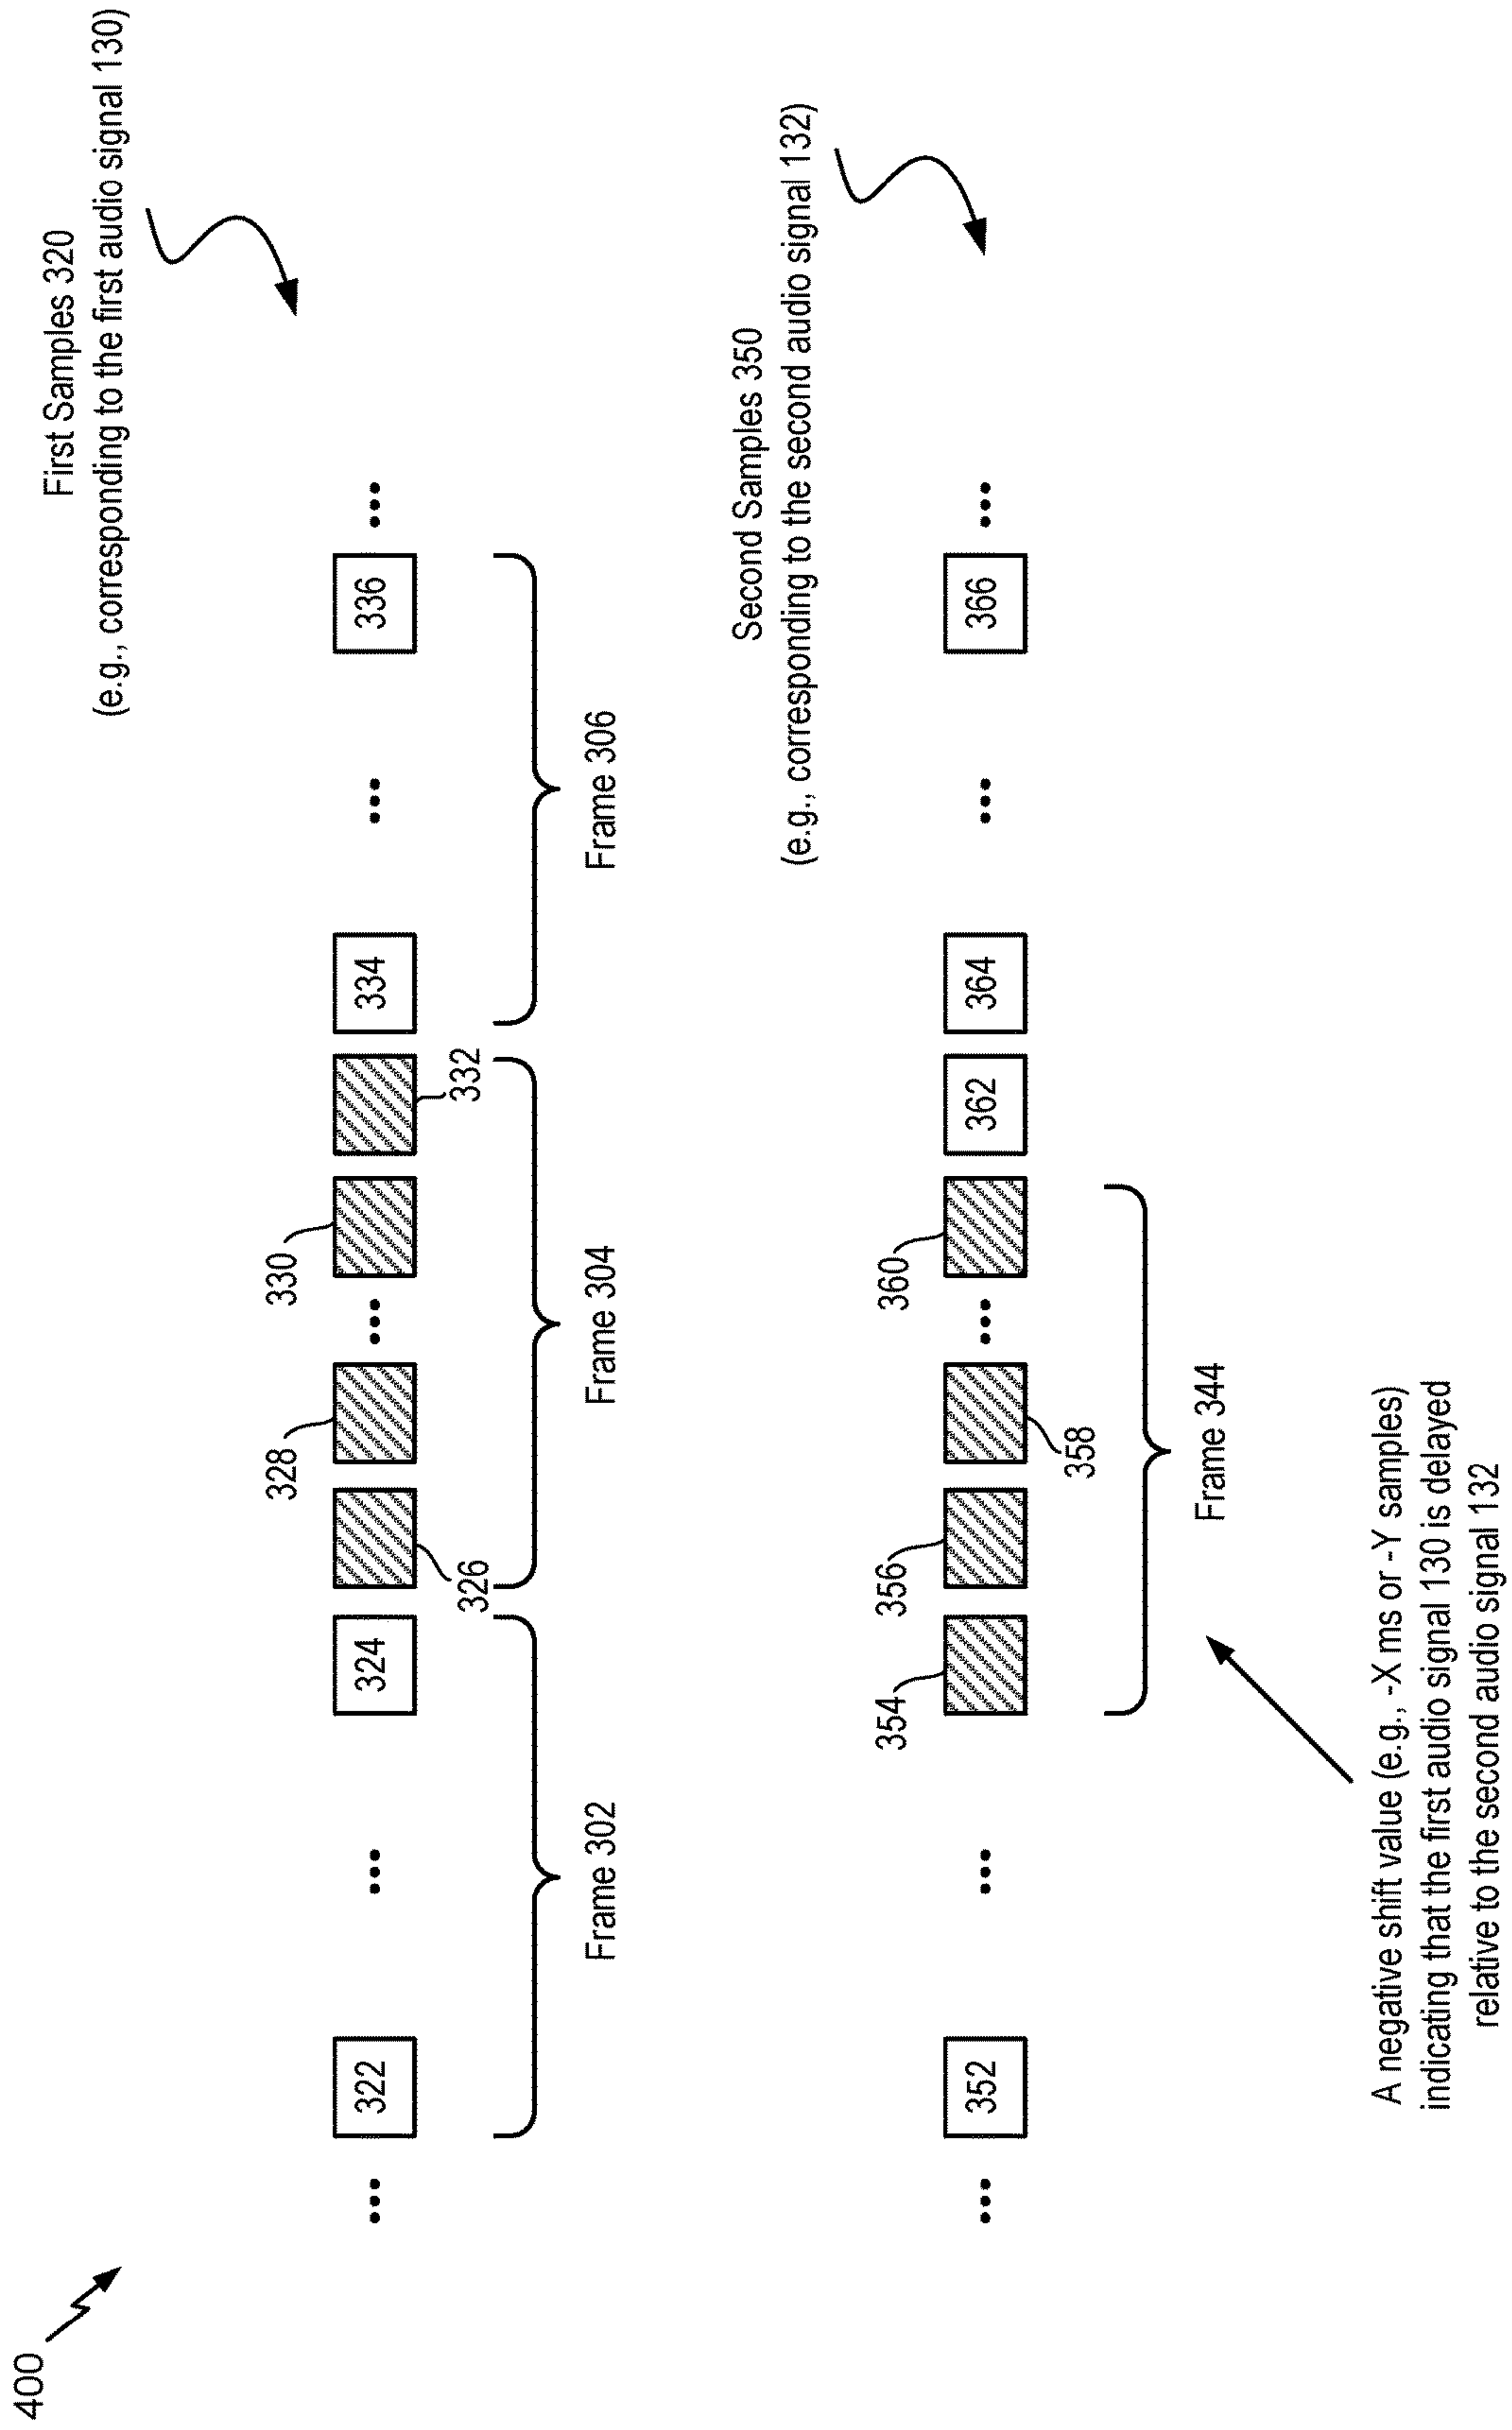 400
First Samples 320
(e.g., corresponding to the first audio signal 130)
322
324
326
328
330
332
334
336
Frame 302
Frame 304
Frame 306
Second Samples 350
(e.g., corresponding to the second audio signal 132)
352
354
356
358
360
362
364
366
Frame 344
A negative shift value (e.g., -X ms or -Y samples)
indicating that the first audio signal 130 is delayed
relative to the second audio signal 132